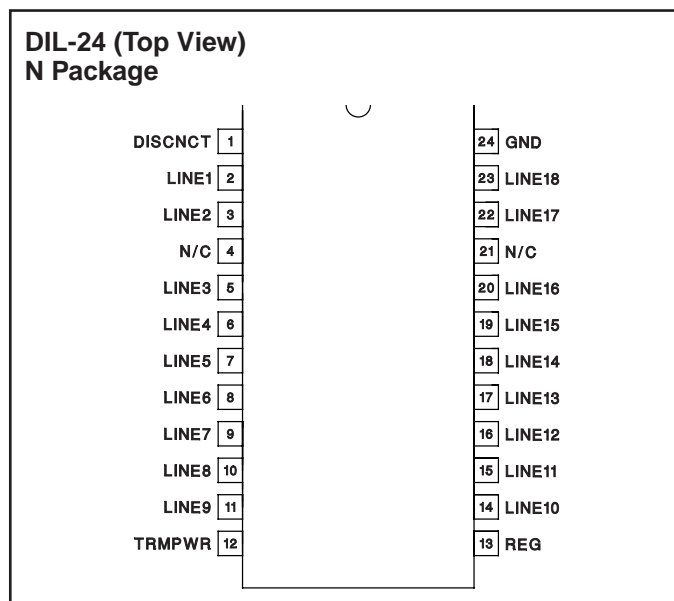 DIL-24 (Top View)
N Package
DISCNCT 1 24 GND
LINE1 2 23 LINE18
LINE2 3 22 LINE17
N/C 4 21 N/C
LINE3 5 20 LINE16
LINE4 6 19 LINE15
LINE5 7 18 LINE14
LINE6 8 17 LINE13
LINE7 9 16 LINE12
LINE8 10 15 LINE11
LINE9 11 14 LINE10
TRMPWR 12 13 REG